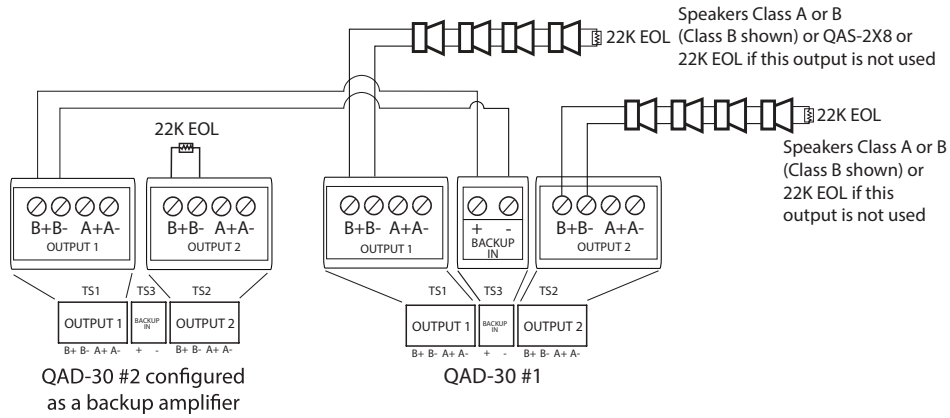 Speakers Class A or B
22K EOL (Class B shown) or QAS-2X8 or
22K EOL if this output is not used
22K EOL
22K EOL
Speakers Class A or B
(Class B shown) or
22K EOL if this
output is not used
B+B- A+A-
OUTPUT 1
B+B- A+A-
OUTPUT 2
B+B- A+A-
OUTPUT 1
+ -
BACKUP
IN
B+B- A+A-
OUTPUT 2
TS1 TS3 TS2
TS1 TS3 TS2
OUTPUT 1
BACKUP
IN
OUTPUT 2
B+ B- A+ A- + - B+ B- A+ A-
OUTPUT 1
BACKUP
IN
OUTPUT 2
B+ B- A+ A- + - B+ B- A+ A-
QAD-30 #2 configured
as a backup amplifier
QAD-30 #1